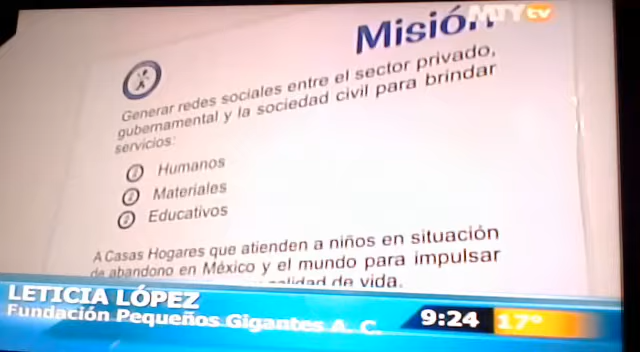 Misión
MTYtv
Generar redes sociales entre el sector privado,
gubernamental y la sociedad civil para brindar
servicios:
Humanos
Materiales
Educativos
A Casas Hogares que atienden a niños en situación
de abandono en México y el mundo para impulsar
calidad de vida.
LETICIA LÓPEZ
Fundación Pequeños Gigantes A. C.
9:24 17°